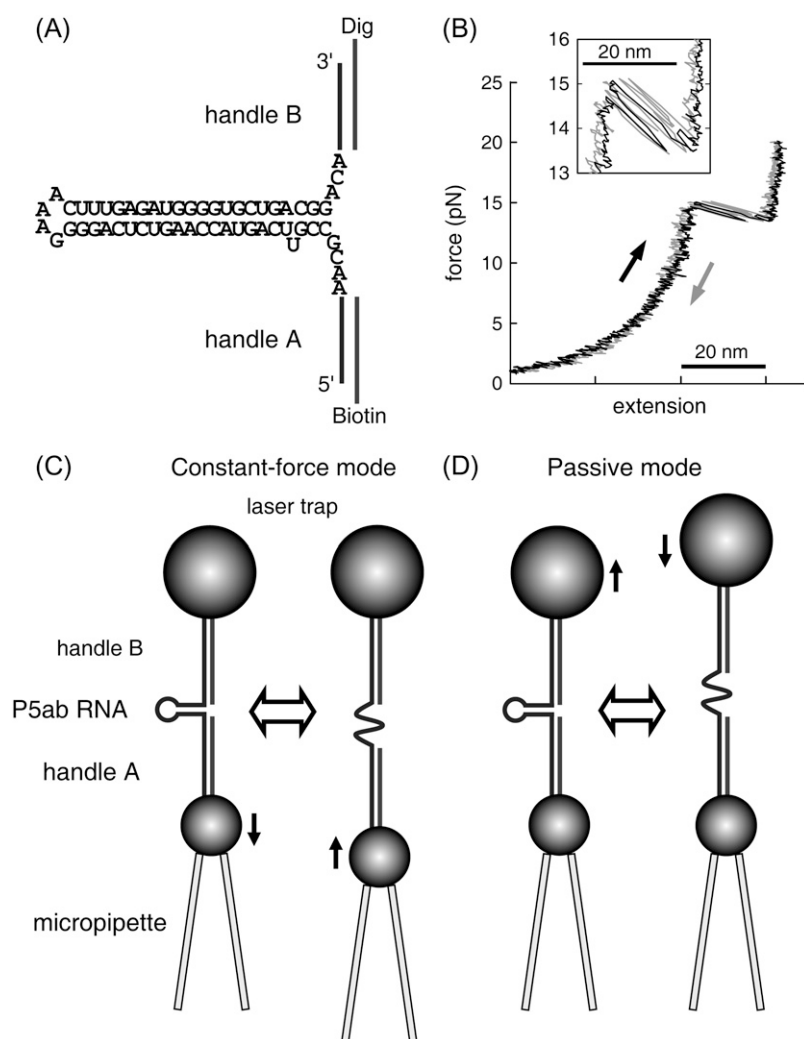 (A)
Dig
3'
handle B
A
C
A
A
A
A
G
CUUUGAGAUGGGGUGCUGACGG
GGGACUCUGAACCAUGACUGCC
U
G
C
A
A
handle A
5'
Biotin
(B)
16
15
14
13
20 nm
25
20
15
10
5
0
force (pN)
20 nm
extension
(C)
Constant-force mode
laser trap
handle B
P5ab RNA
handle A
micropipette
(D)
Passive mode